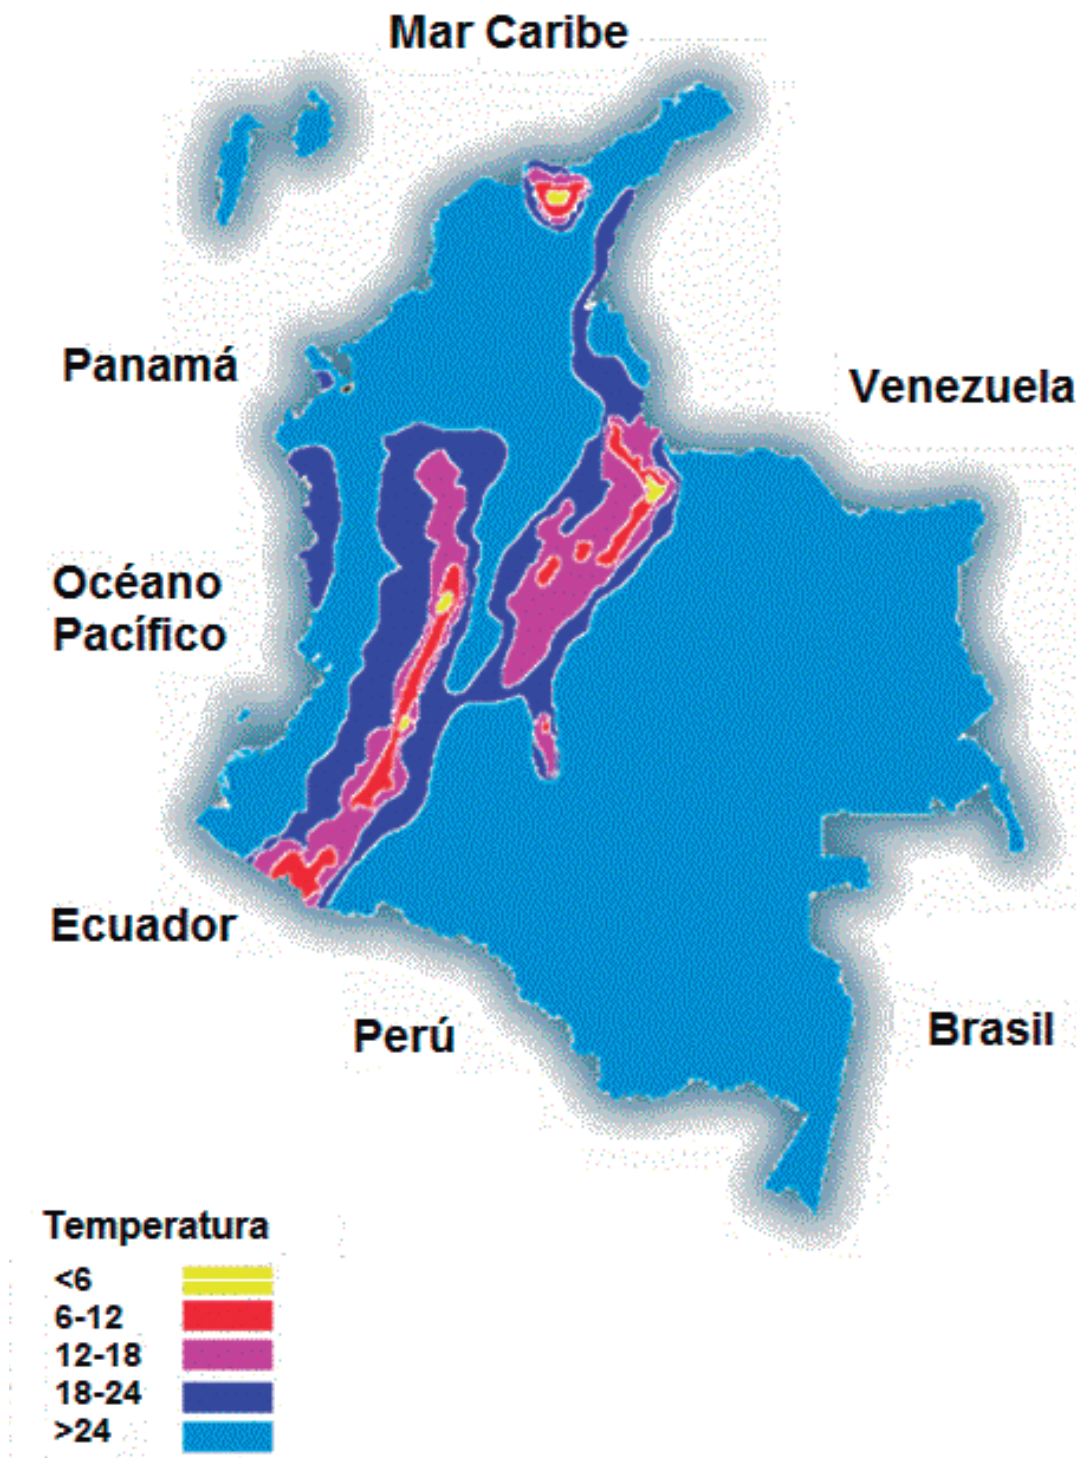 Mar Caribe
Panamá
Venezuela
Océano
Pacífico
Ecuador
Perú
Brasil
Temperatura
<6
6-12
12-18
18-24
>24